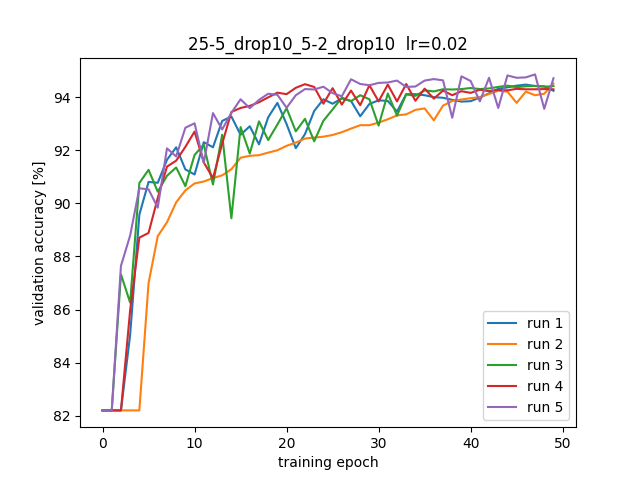 25-5_drop10_5-2_drop10  lr=0.02
validation accuracy [%]
94
92
90
88
86
84
82
0
10
20
30
40
50
training epoch
run 1
run 2
run 3
run 4
run 5